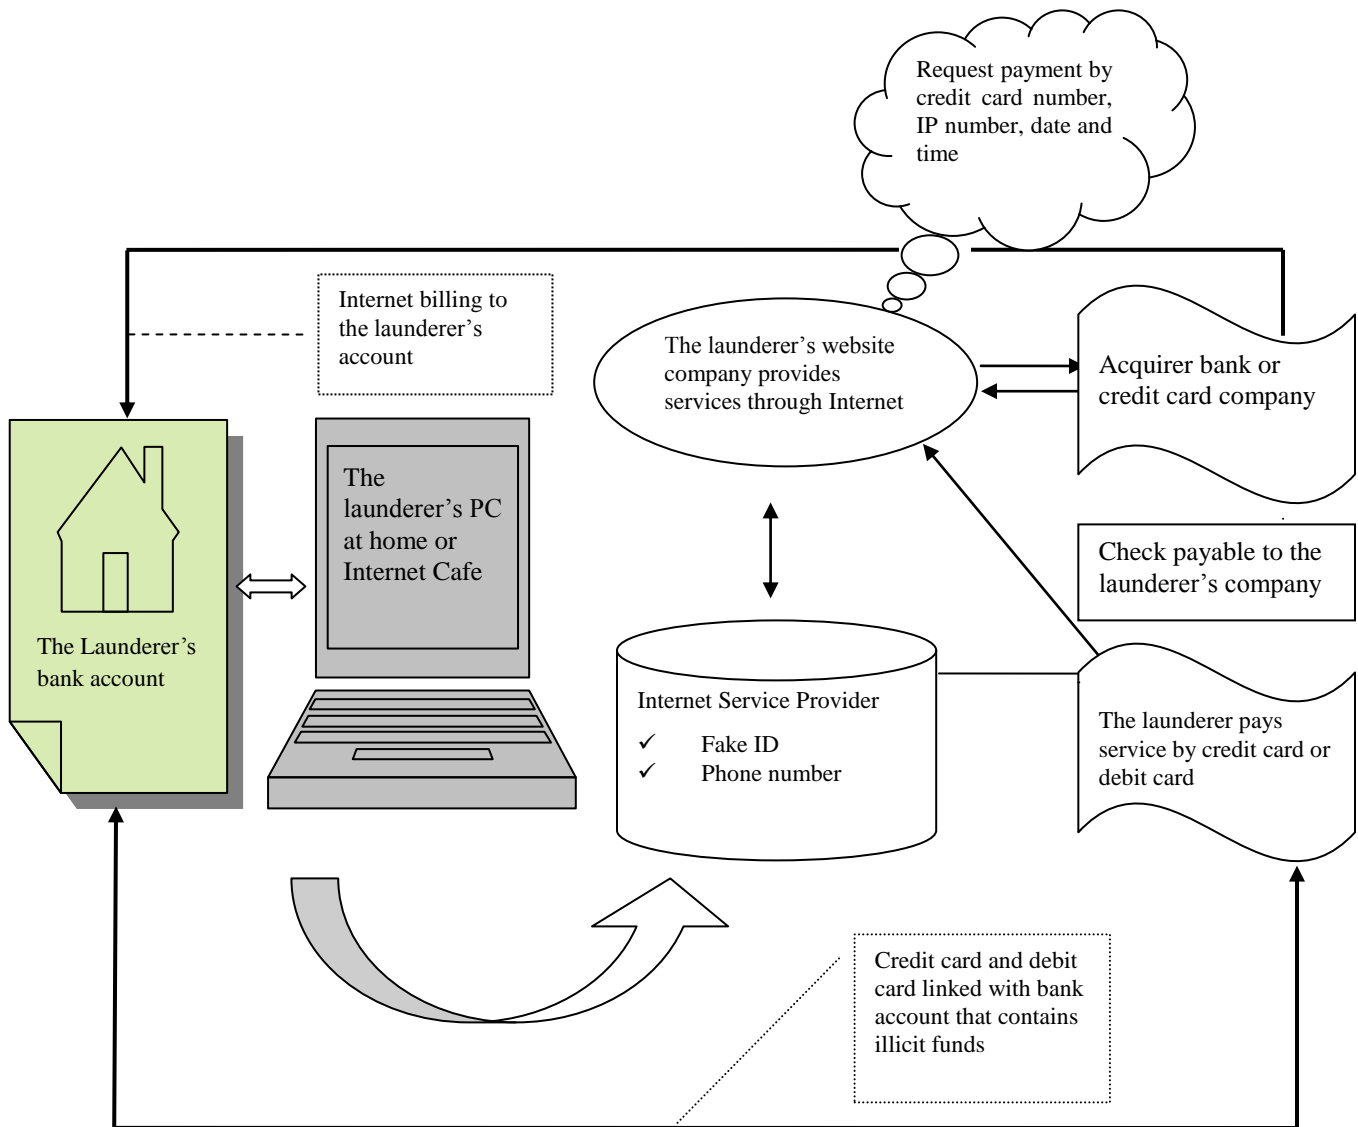 Request payment by
credit card number,
IP number, date and
time
Internet billing to
the launderer’s
account
The launderer’s website
company provides
services through Internet
Acquirer bank or
credit card company
The
launderer’s PC
at home or
Internet Cafe
Check payable to the
launderer’s company
The Launderer’s
bank account
Internet Service Provider
✓ Fake ID
✓ Phone number
The launderer pays
service by credit card or
debit card
Credit card and debit
card linked with bank
account that contains
illicit funds